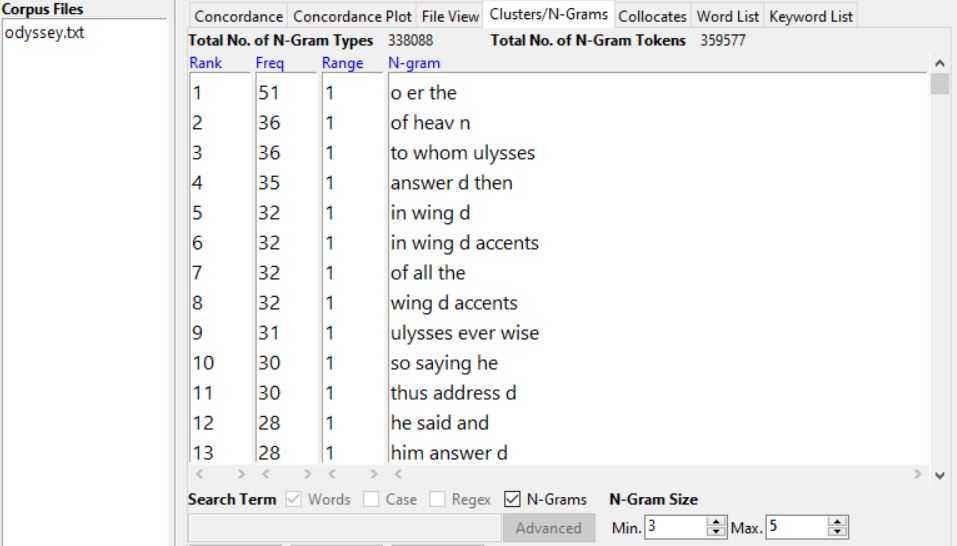 Corpus Files
odyssey.txt
Concordance Concordance Plot File View Clusters/N-Grams Collocates Word List Keyword List
Total No. of N-Gram Types 338088 Total No. of N-Gram Tokens 359577
Rank Freq Range N-gram
1 51 1 o er the
2 36 1 of heav n
3 36 1 to whom ulysses
4 35 1 answer d then
5 32 1 in wing d
6 32 1 in wing d accents
7 32 1 of all the
8 32 1 wing d accents
9 31 1 ulysses ever wise
10 30 1 so saying he
11 30 1 thus address d
12 28 1 he said and
13 28 1 him answer d
Search Term Words Case Regex N-Grams N-Gram Size
Advanced Min. 3 Max. 5